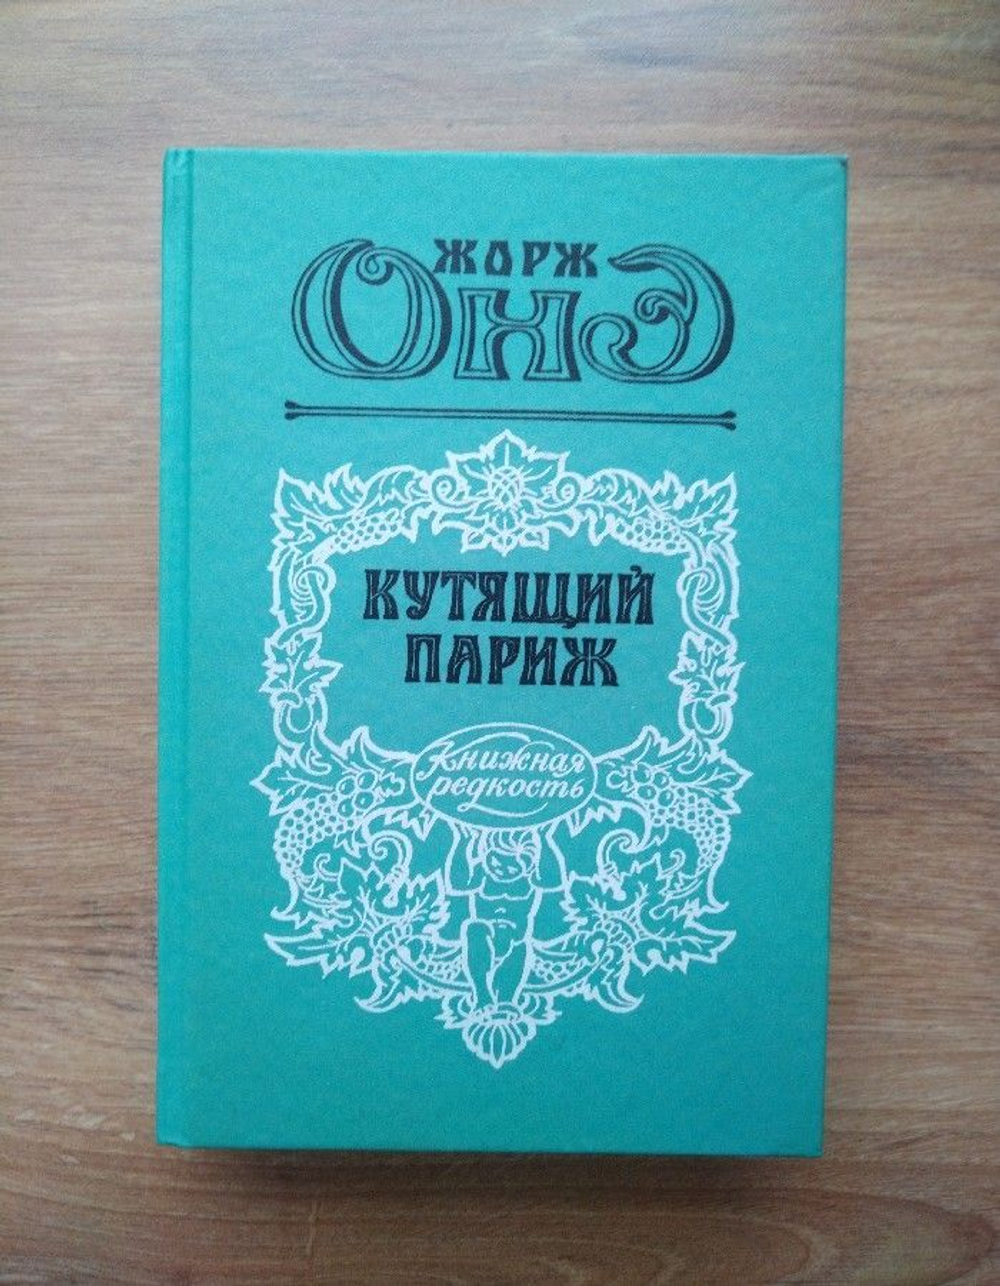 ЖОРЖ
ОНЭ
КУТЯЩИЙ
ПАРИЖ
Книжная
редкость